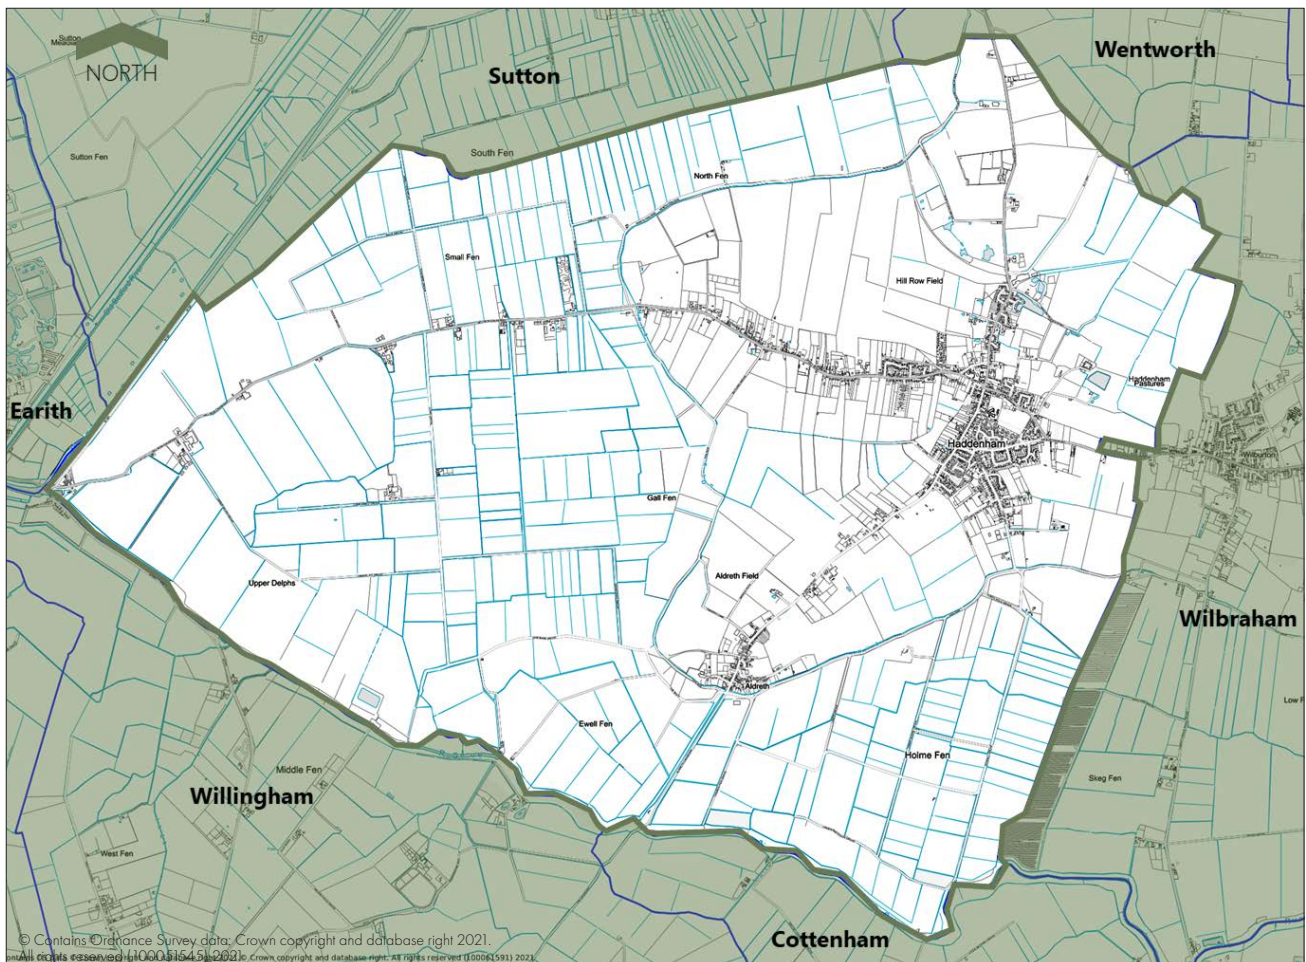 Sutton
Wentworth
NORTH
Sutton Fen
South Fen
North Fen
Small Fen
Hill Row Field
Haddenham
Pastures
Earith
Haddenham
Wilburton
Gall Fen
Aldreth Field
Upper Delphs
Wilbraham
Aldreth
Low F
Ewell Fen
Holme Fen
Middle Fen
Skeg Fen
Willingham
West Fen
Cottenham
© Contains Ordnance Survey data: Crown copyright and database right 2021.